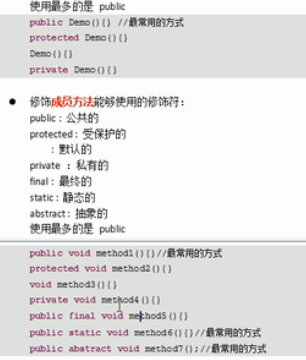 使用最多的是 public
public Demo(){} //最常用的方式
protected Demo(){}
Demo(){}
private Demo(){}
● 修饰成员方法能够使用的修饰符：
public：公共的
protected：受保护的
：默认的
private ：私有的
final：最终的
static：静态的
abstract：抽象的
使用最多的是 public
public void method1(){}//最常用的方式
protected void method2(){}
void method3(){}
private void method4(){}
public final void method5(){}
public static void method6(){}//最常用的方式
public abstract void method7();//最常用的方式